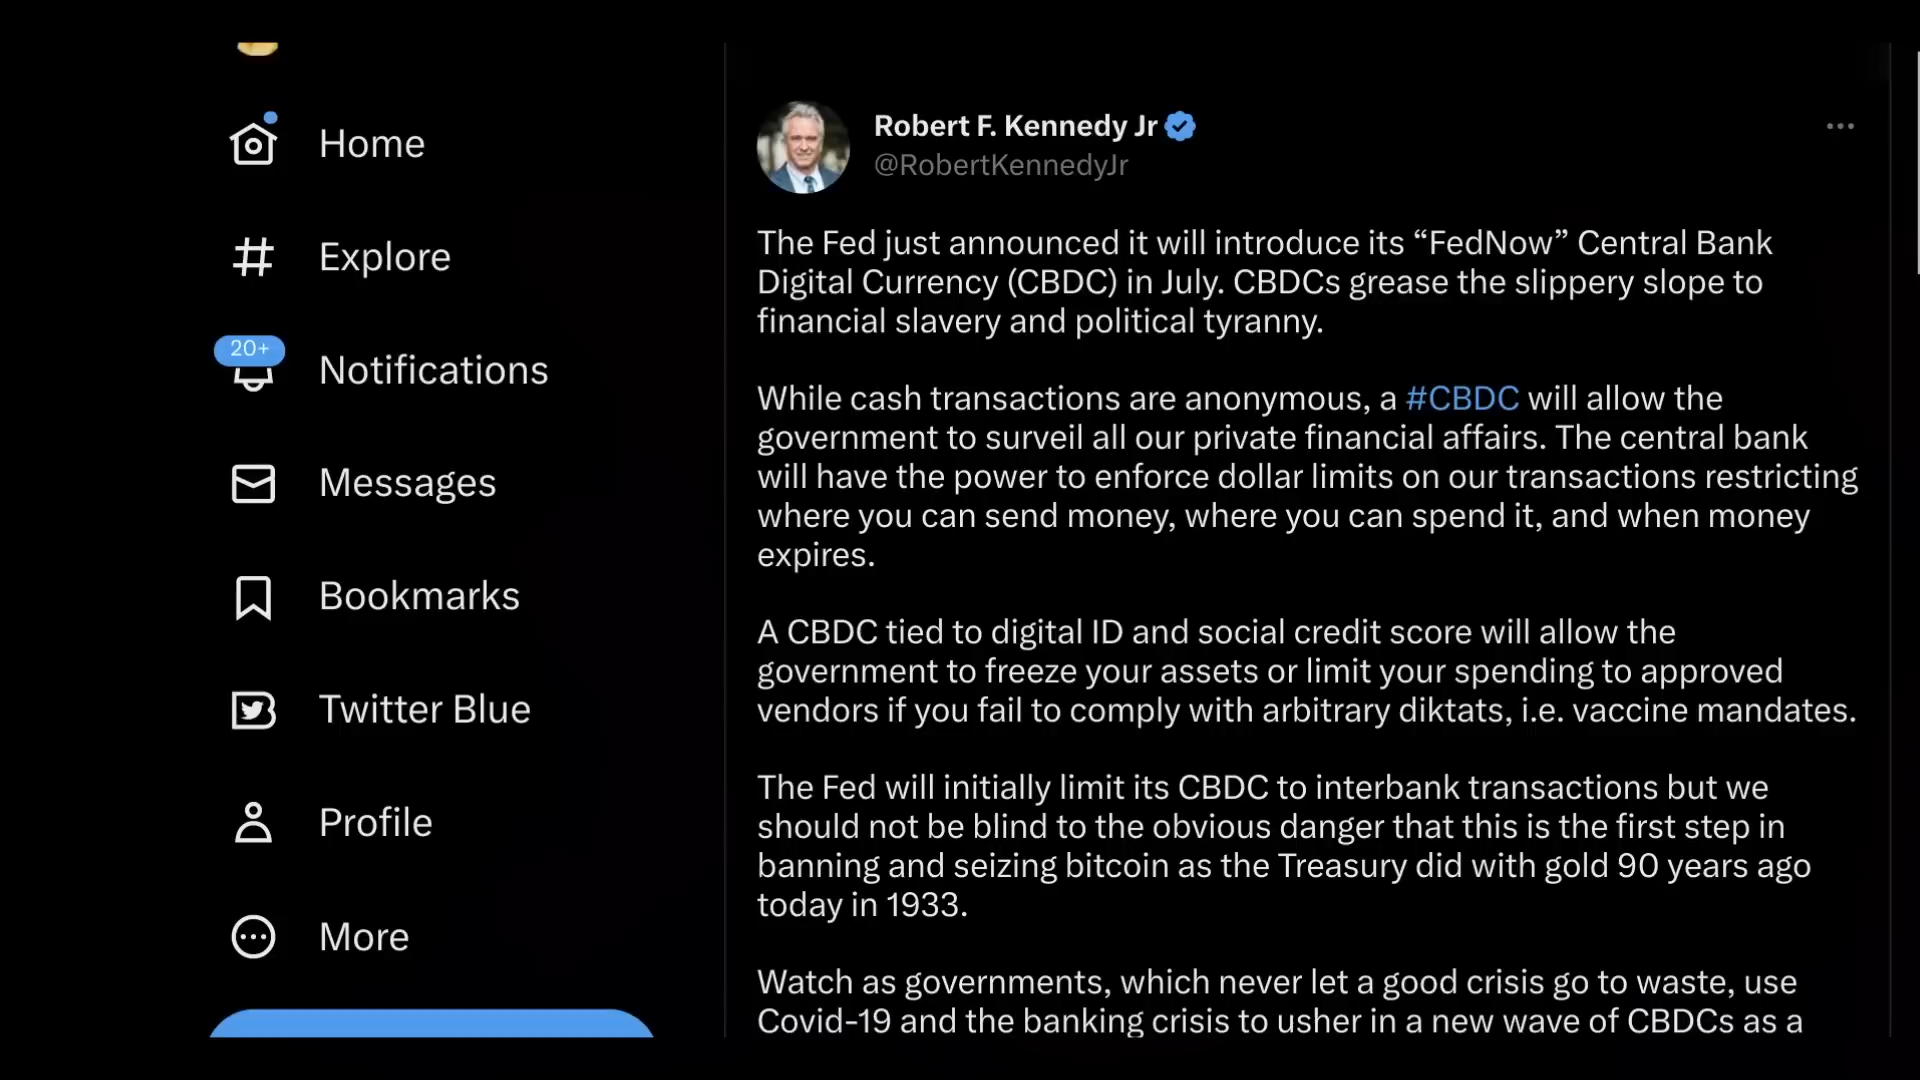 Home
Explore
20+
Notifications
Messages
Bookmarks
Twitter Blue
Profile
More
Robert F. Kennedy Jr
@RobertKennedyJr
The Fed just announced it will introduce its “FedNow” Central Bank
Digital Currency (CBDC) in July. CBDCs grease the slippery slope to
financial slavery and political tyranny.
While cash transactions are anonymous, a #CBDC will allow the
government to surveil all our private financial affairs. The central bank
will have the power to enforce dollar limits on our transactions restricting
where you can send money, where you can spend it, and when money
expires.
A CBDC tied to digital ID and social credit score will allow the
government to freeze your assets or limit your spending to approved
vendors if you fail to comply with arbitrary diktats, i.e. vaccine mandates.
The Fed will initially limit its CBDC to interbank transactions but we
should not be blind to the obvious danger that this is the first step in
banning and seizing bitcoin as the Treasury did with gold 90 years ago
today in 1933.
Watch as governments, which never let a good crisis go to waste, use
Covid-19 and the banking crisis to usher in a new wave of CBDCs as a